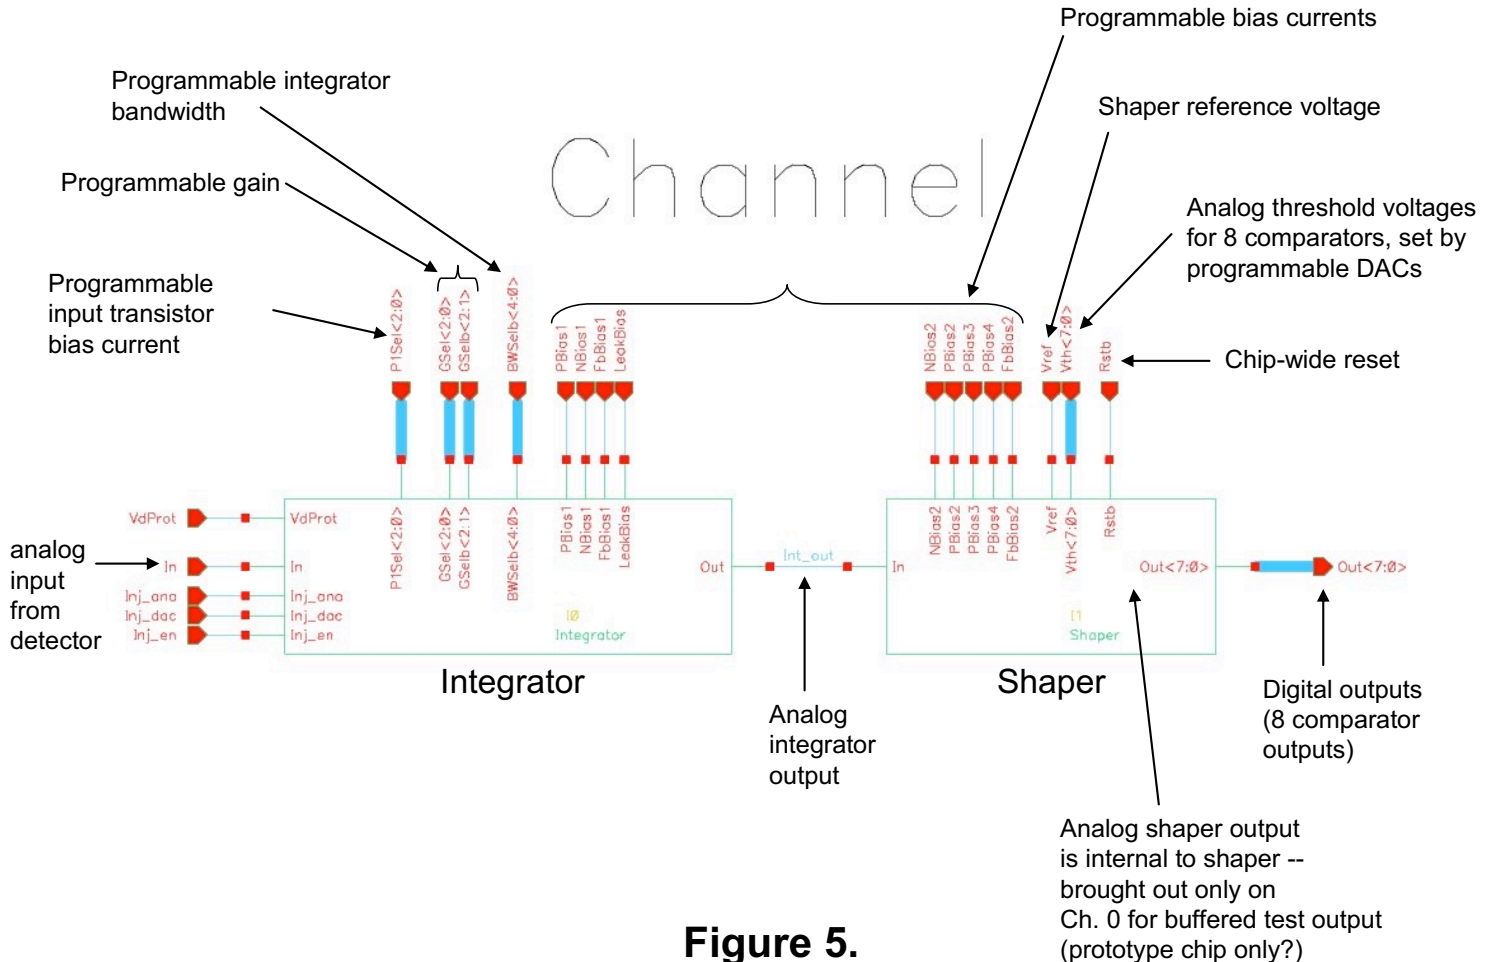 Programmable bias currents
Programmable integrator
bandwidth
Shaper reference voltage
Channel
Programmable gain
Analog threshold voltages
for 8 comparators, set by
programmable DACs
Programmable
input transistor
bias current
P1Sel<2:0>
GSel<2:0>
GSelb<2:1>
BWSelb<4:0>
PBias1
NBias1
FbBias1
LeakBias
NBias2
PBias2
PBias3
PBias4
FbBias2
Vref
Vth<7:0>
Rstb
Chip-wide reset
VdProt
VdProt
analog
input
from
detector
In
In
Inj_ana
Inj_ana
Inj_dac
Inj_dac
Inj_en
Inj_en
P1Sel<2:0>
GSel<2:0>
GSelb<2:1>
BWSelb<4:0>
PBias1
NBias1
FbBias1
LeakBias
Out
I0
Integrator
Int_out
In
NBias2
PBias2
PBias3
PBias4
FbBias2
Vref
Vth<7:0>
Rstb
Out<7:0>
I1
Shaper
Out<7:0>
Integrator
Shaper
Analog
integrator
output
Digital outputs
(8 comparator
outputs)
Analog shaper output
is internal to shaper --
brought out only on
Ch. 0 for buffered test output
(prototype chip only?)
Figure 5.